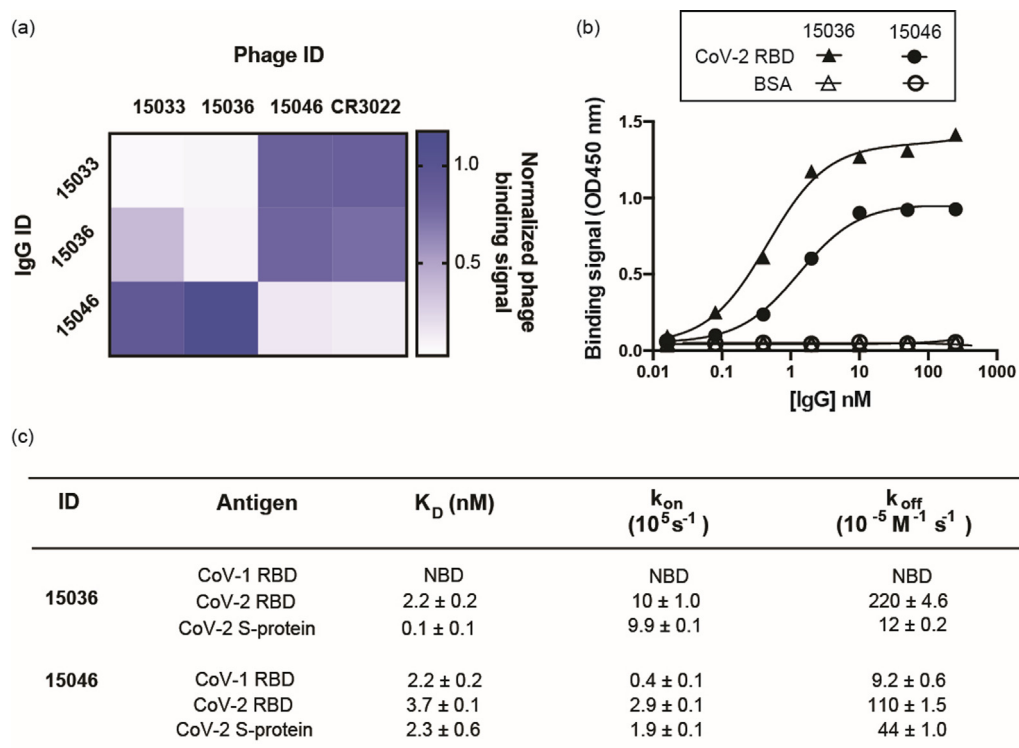 (a)
Phage ID
15033 15036 15046 CR3022
IgG ID
15033
15036
15046
1.0
0.5
Normalized phage
binding signal
(b)
15036 15046
CoV-2 RBD
BSA
Binding signal (OD450 nm)
1.5
1.0
0.5
0.0
0.01 0.1 1 10 100 1000
[IgG] nM
(c)
ID Antigen K_D (nM) k_on k_off
(10^5 s^-1 ) (10^-5 M^-1 s^-1 )
CoV-1 RBD NBD NBD NBD
15036
CoV-2 RBD 2.2 ± 0.2 10 ± 1.0 220 ± 4.6
CoV-2 S-protein 0.1 ± 0.1 9.9 ± 0.1 12 ± 0.2
15046 CoV-1 RBD 2.2 ± 0.2 0.4 ± 0.1 9.2 ± 0.6
CoV-2 RBD 3.7 ± 0.1 2.9 ± 0.1 110 ± 1.5
CoV-2 S-protein 2.3 ± 0.6 1.9 ± 0.1 44 ± 1.0